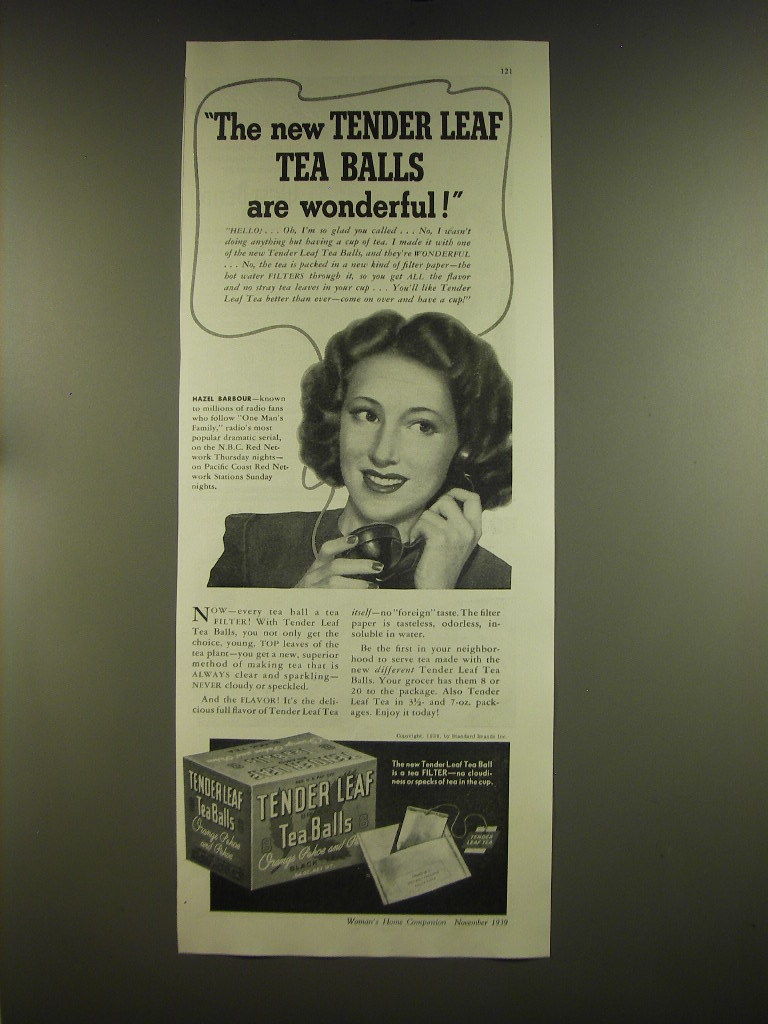 121
"The new TENDER LEAF
TEA BALLS
are wonderful!"
"HELLO! . . . Oh, I'm so glad you called . . . No, I wasn't
doing anything but having a cup of tea. I made it with one
of the new Tender Leaf Tea Balls, and they're WONDERFUL
. . . No, the tea is packed in a new kind of filter paper—the
hot water FILTERS through it, so you get ALL the flavor
and no stray tea leaves in your cup . . . You'll like Tender
Leaf Tea better than ever—come on over and have a cup!"
HAZEL BARBOUR—known
to millions of radio fans
who follow "One Man's
Family," radio's most
popular dramatic serial,
on the N.B.C. Red Net-
work Thursday nights—
on Pacific Coast Red Net-
work Stations Sunday
nights.
NOW—every tea ball a tea
FILTER! With Tender Leaf
Tea Balls, you not only get the
choice, young, TOP leaves of the
tea plant—you get a new, superior
method of making tea that is
ALWAYS clear and sparkling—
NEVER cloudy or speckled.
And the FLAVOR! It's the deli-
cious full flavor of Tender Leaf Tea
itself—no "foreign" taste. The filter
paper is tasteless, odorless, in-
soluble in water.
Be the first in your neighbor-
hood to serve tea made with the
new different Tender Leaf Tea
Balls. Your grocer has them 8 or
20 to the package. Also Tender
Leaf Tea in 3½- and 7-oz. pack-
ages. Enjoy it today!
Copyright, 1939, by Standard Brands Inc.
The new Tender Leaf Tea Ball
is a tea FILTER—no cloudi-
ness or specks of tea in the cup.
TENDER LEAF
Tea Balls
Orange Pekoe
and Pekoe
TENDER LEAF
Tea Balls
Orange Pekoe and
BLACK
TENDER
LEAF TEA
Woman's Home Companion November 1939